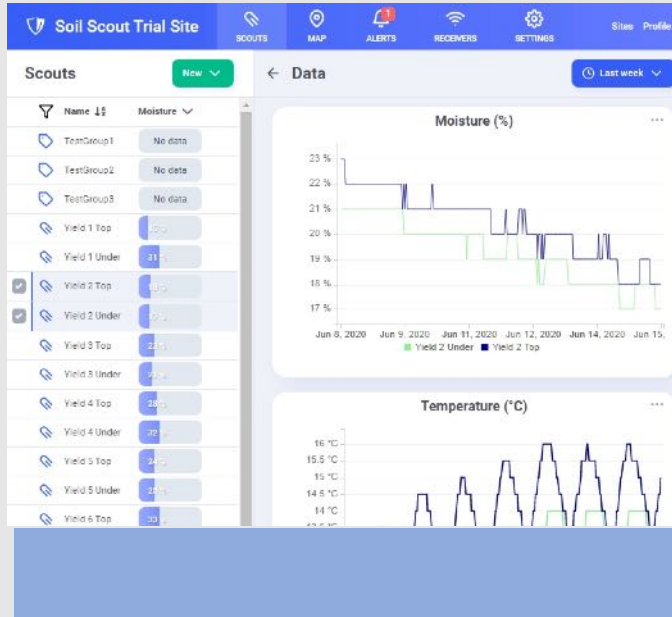 Soil Scout Trial Site
SCOUTS
MAP
1
ALERTS
RECEIVERS
SETTINGS
Sites Profile
Scouts
New
← Data
Last week
Name
Moisture
TestGroup1 No data
TestGroup2 No data
TestGroup3 No data
Yield 1 Top
Yield 1 Under 31
Yield 2 Top
Yield 2 Under
Yield 3 Top
Yield 3 Under
Yield 4 Top
Yield 4 Under 32
Yield 5 Top
Yield 5 Under
Yield 6 Top 33
Moisture (%)
23 %
22 %
21 %
20 %
19 %
18 %
17 %
Jun 8, 2020 Jun 9, 2020 Jun 11, 2020 Jun 12, 2020 Jun 14, 2020 Jun 15,
Yield 2 Under Yield 2 Top
Temperature (°C)
16 °C
15.5 °C
15 °C
14.5 °C
14 °C